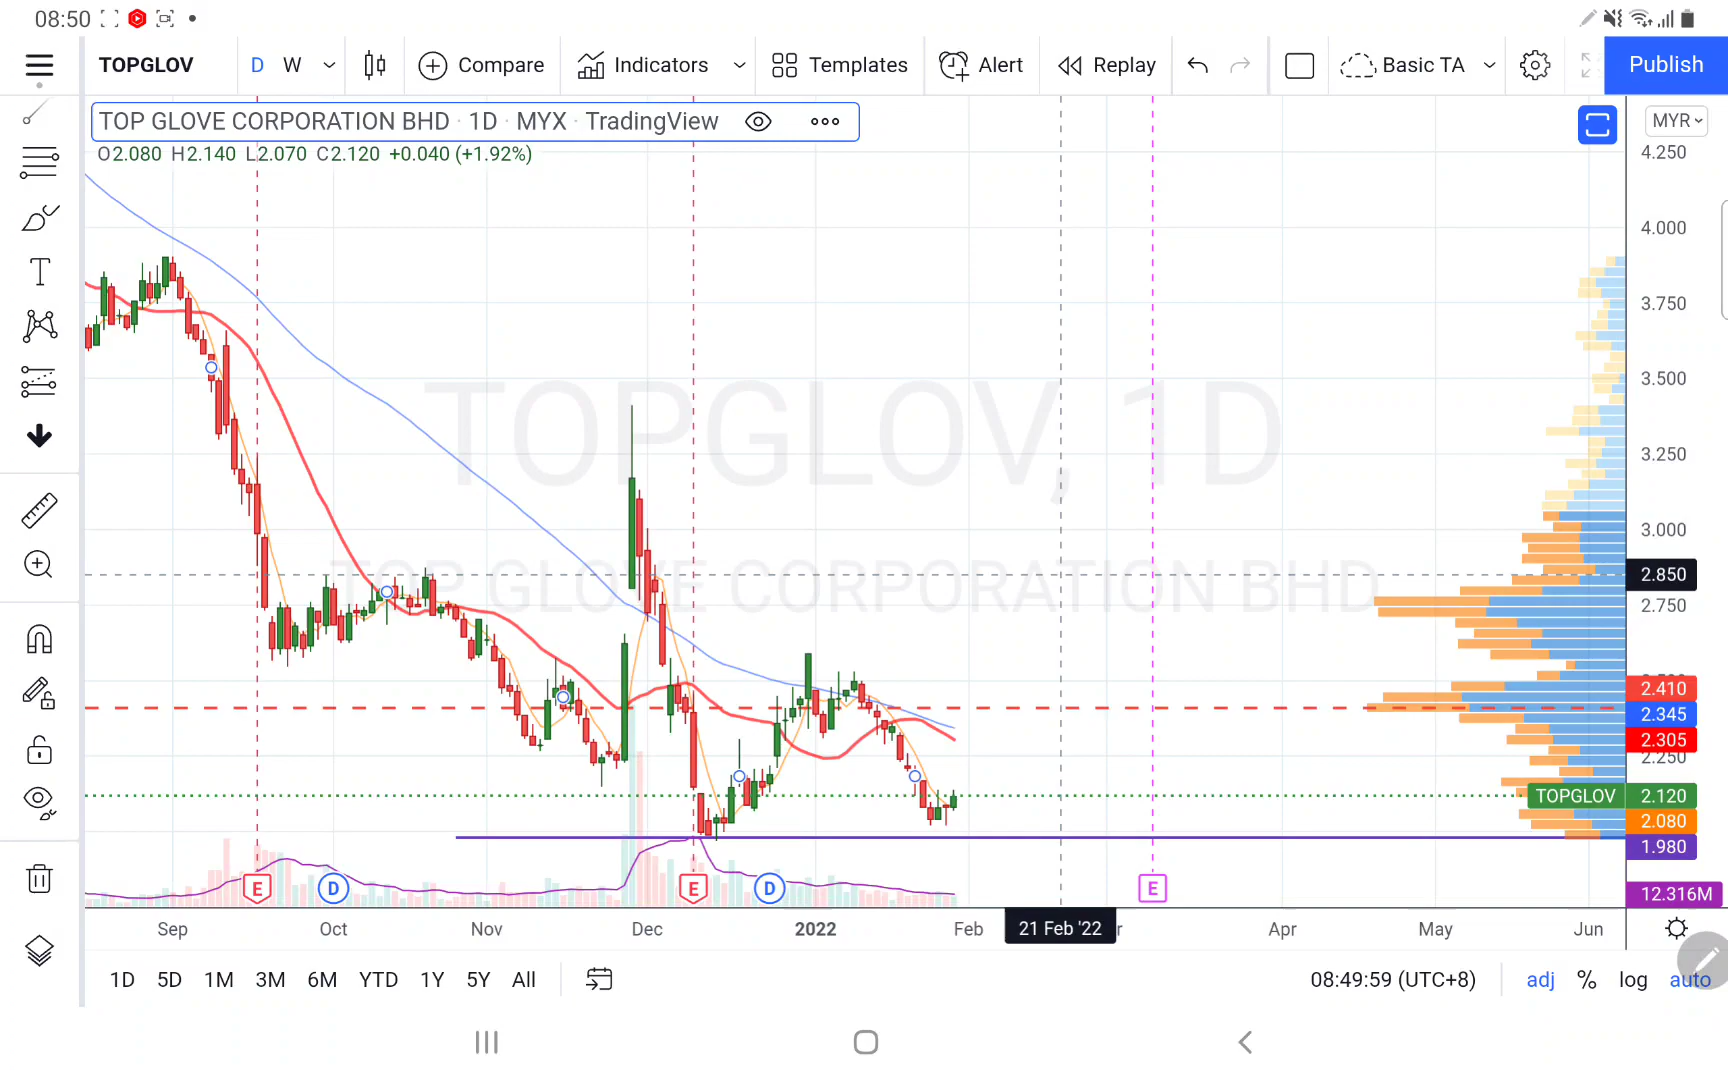 08:50
TOPGLOV D W Compare Indicators Templates Alert Replay Basic TA Publish
TOP GLOVE CORPORATION BHD · 1D · MYX · TradingView
MYR
O2.080 H2.140 L2.070 C2.120 +0.040 (+1.92%)
4.250
4.000
3.750
3.500
TOPGLOV, 1D
3.250
3.000
TOP GLOVE CORPORATION BHD
2.850
2.750
2.410
2.345
2.305
2.250
TOPGLOV 2.120
2.080
1.980
E D E D E
12.316M
Sep Oct Nov Dec 2022 Feb 21 Feb '22 r Apr May Jun
1D 5D 1M 3M 6M YTD 1Y 5Y All 08:49:59 (UTC+8) adj % log auto